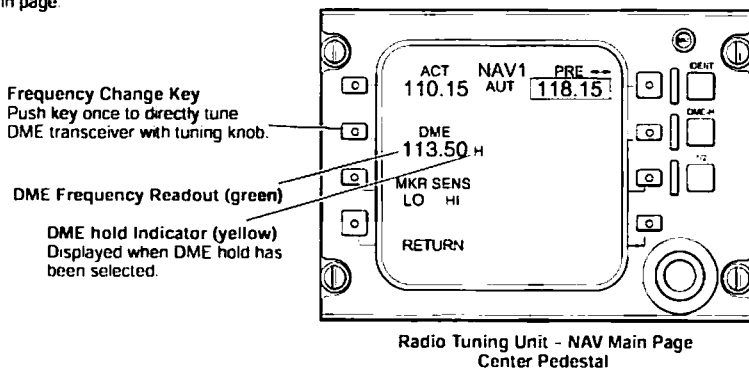 in page.
Frequency Change Key
Push key once to directly tune
DME transceiver with tuning knob.
DME Frequency Readout (green)
DME hold Indicator (yellow)
Displayed when DME hold has
been selected.
ACT NAV1 PRE
110.15 AUT 118.15
DME
113.50 H
MKR SENS
LO HI
RETURN
IDENT
DME-H
1/2
Radio Tuning Unit - NAV Main Page
Center Pedestal